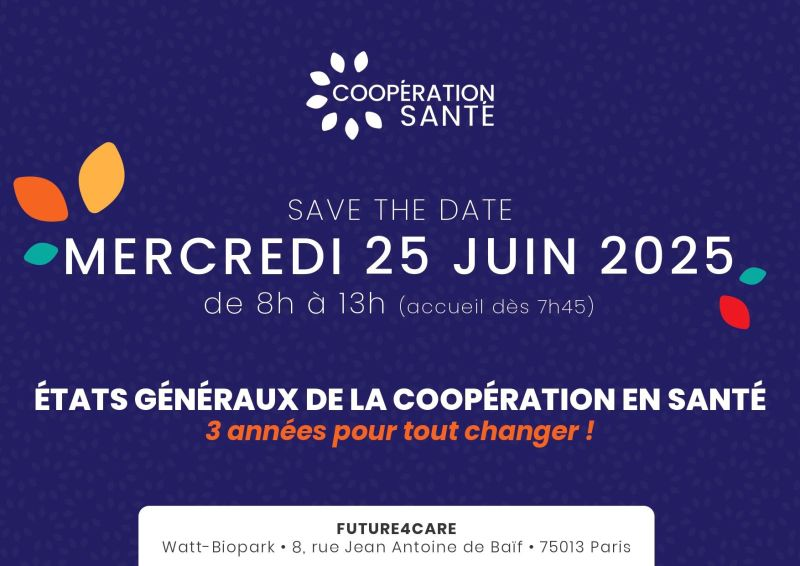 COOPÉRATION
SANTÉ
SAVE THE DATE
MERCREDI 25 JUIN 2025
de 8h à 13h (accueil dès 7h45)
ÉTATS GÉNÉRAUX DE LA COOPÉRATION EN SANTÉ
3 années pour tout changer !
FUTURE4CARE
Watt-Biopark • 8, rue Jean Antoine de Baïf • 75013 Paris